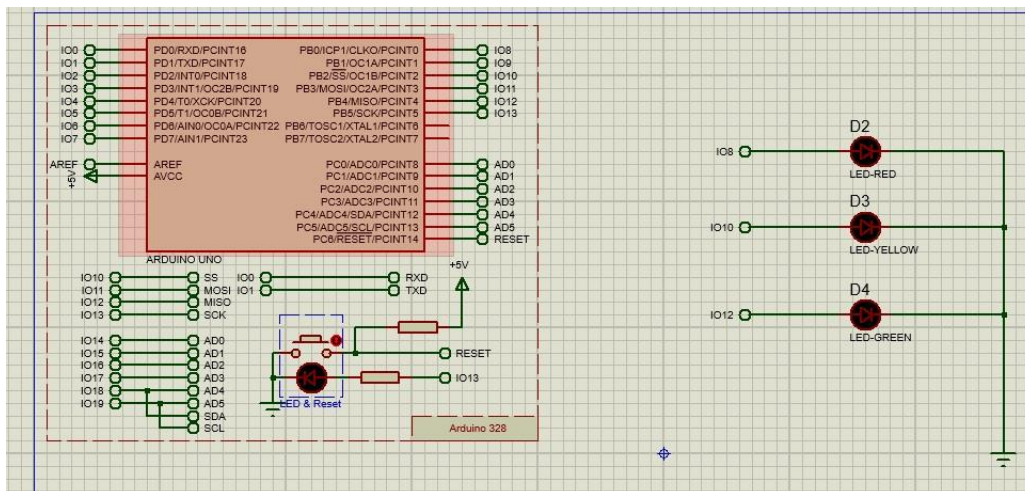 IO0 PD0/RXD/PCINT16 PB0/ICP1/CLKO/PCINT0 IO8
IO1 PD1/TXD/PCINT17 PB1/OC1A/PCINT1 IO9
IO2 PD2/INT0/PCINT18 PB2/SS/OC1B/PCINT2 IO10
IO3 PD3/INT1/OC2B/PCINT19 PB3/MOSI/OC2A/PCINT3 IO11
IO4 PD4/T0/XCK/PCINT20 PB4/MISO/PCINT4 IO12
IO5 PD5/T1/OC0B/PCINT21 PB5/SCK/PCINT5 IO13
IO6 PD6/AIN0/OC0A/PCINT22 PB6/TOSC1/XTAL1/PCINT6
IO7 PD7/AIN1/PCINT23 PB7/TOSC2/XTAL2/PCINT7
AREF AREF PC0/ADC0/PCINT8 AD0
+5V AVCC PC1/ADC1/PCINT9 AD1
PC2/ADC2/PCINT10 AD2
PC3/ADC3/PCINT11 AD3
PC4/ADC4/SDA/PCINT12 AD4
PC5/ADC5/SCL/PCINT13 AD5
PC6/RESET/PCINT14 RESET
ARDUINO UNO
IO10 SS IO0 RXD
IO11 MOSI IO1 TXD
IO12 MISO
IO13 SCK
+5V
IO14 AD0
IO15 AD1
IO16 AD2
IO17 AD3
IO18 AD4
IO19 AD5
SDA
SCL
RESET
IO13
LED & Reset
Arduino 328
D2
IO8
LED-RED
D3
IO10
LED-YELLOW
D4
IO12
LED-GREEN